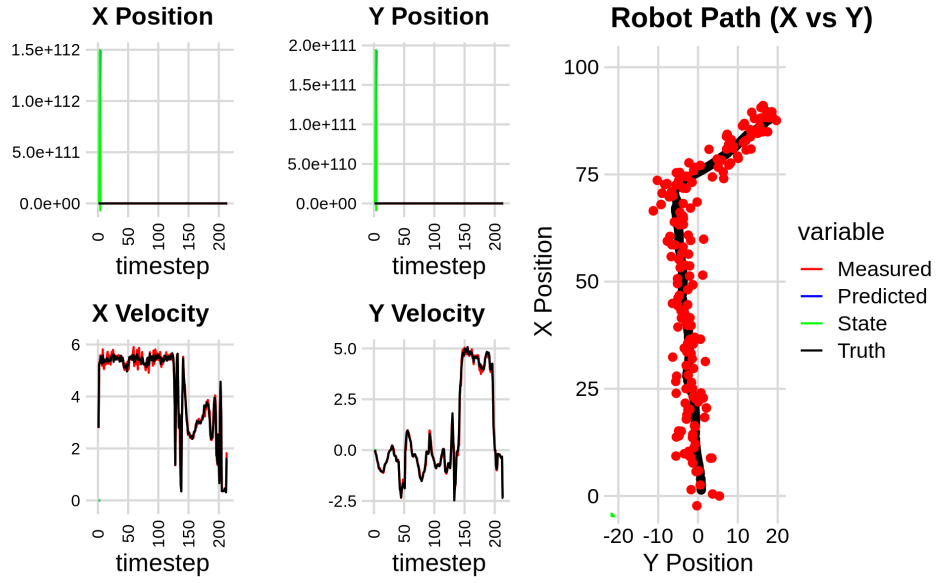 X Position
1.5e+112
1.0e+112
5.0e+111
0.0e+00
0 50 100 150 200
timestep
Y Position
2.0e+111
1.5e+111
1.0e+111
5.0e+110
0.0e+00
0 50 100 150 200
timestep
X Velocity
6
4
2
0
0 50 100 150 200
timestep
Y Velocity
5.0
2.5
0.0
-2.5
0 50 100 150 200
timestep
Robot Path (X vs Y)
X Position
100
75
50
25
0
-20 -10 0 10 20
Y Position
variable
Measured
Predicted
State
Truth